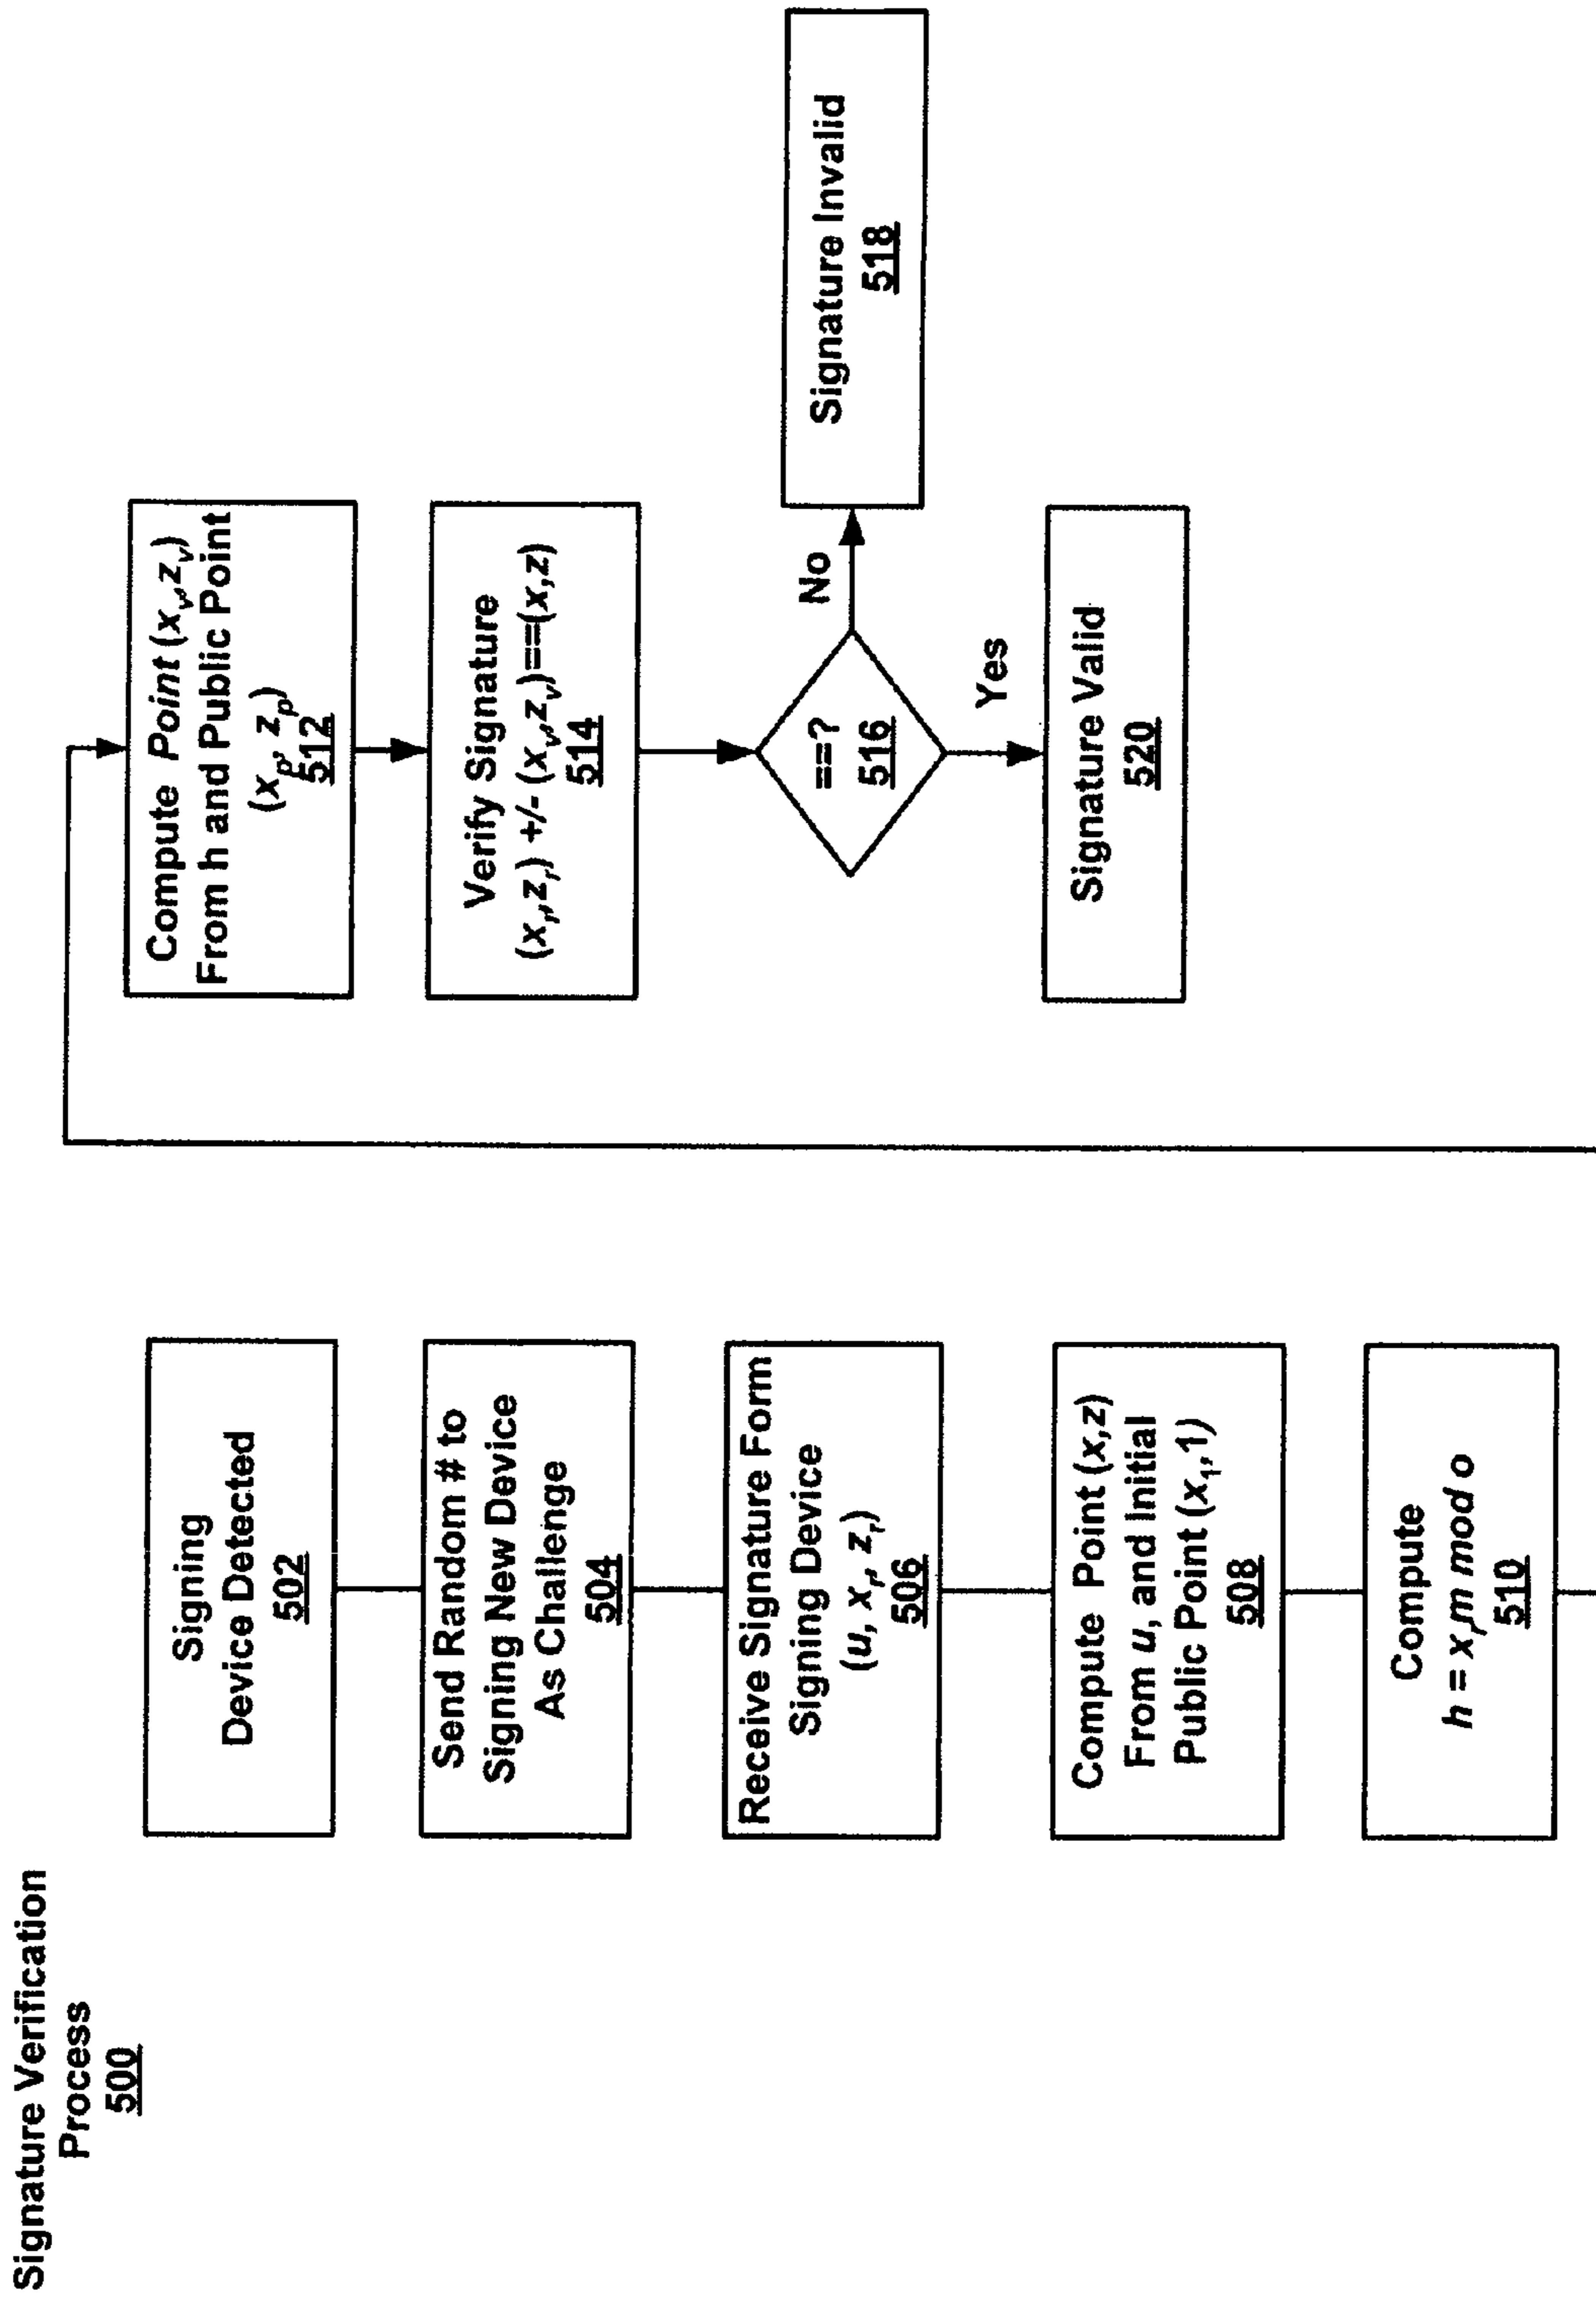 Signature Verification
Process
500
Signing
Device Detected
502
Send Random # to
Signing New Device
As Challenge
504
Receive Signature Form
Signing Device
(u, xᵣ, zᵣ)
506
Compute Point (x,z)
From u, and Initial
Public Point (x₁,1)
508
Compute
h = xᵣm mod o
510
Compute Point (xᵥ,zᵥ)
From h and Public Point
(xₚ, zₚ)
512
Verify Signature
(xᵣ,zᵣ) +/- (xᵥ,zᵥ)==(x,z)
514
==?
516
No
Signature Invalid
518
Yes
Signature Valid
520